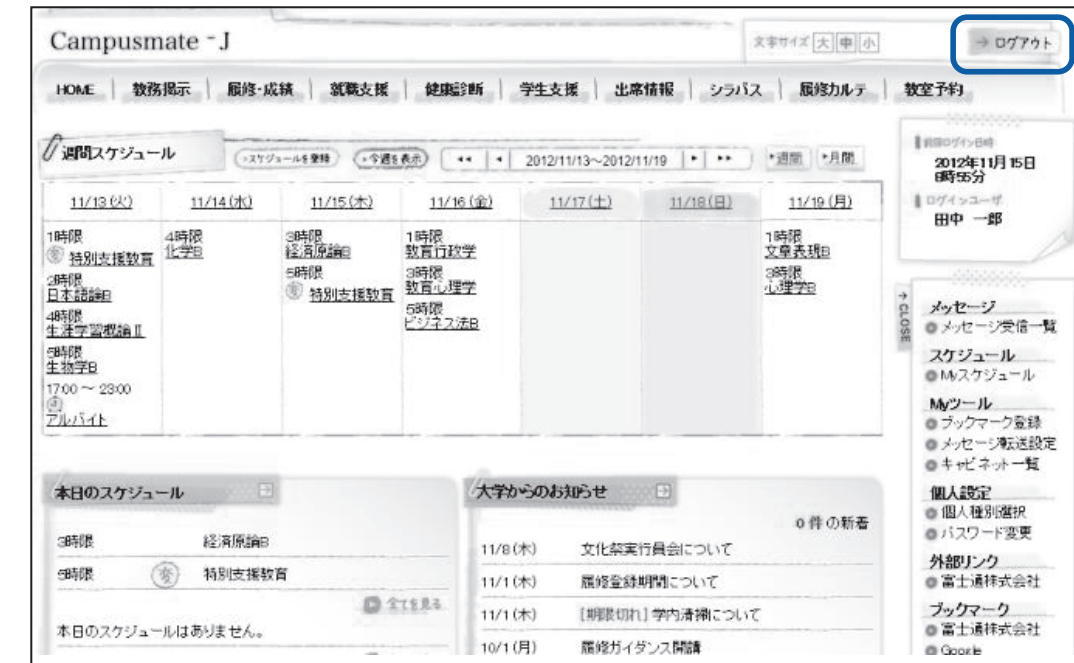 Campusmate-J
文字サイズ 大 中 小
→ ログアウト
HOME 教務掲示 履修・成績 就職支援 健康診断 学生支援 出席情報 シラバス 履修カルテ 教室予約
週間スケジュール
スケジュールを登録 今週を表示 2012/11/13～2012/11/19 週間 月間
11/13(火) 11/14(水) 11/15(木) 11/16(金) 11/17(土) 11/18(日) 11/19(月)
1時限
変 特別支援教育
2時限
日本語論B
4時限
生涯学習概論Ⅱ
5時限
生物学B
17:00 ～ 23:00
アルバイト
4時限
化学B
3時限
経済原論B
5時限
変 特別支援教育
1時限
教育行政学
3時限
教育心理学
5時限
ビジネス法B
1時限
文章表現B
3時限
心理学B
前回ログイン日時
2012年11月15日
8時55分
ログインユーザ
田中 一郎
→ CLOSE
メッセージ
メッセージ受信一覧
スケジュール
Myスケジュール
Myツール
ブックマーク登録
メッセージ転送設定
キャビネット一覧
個人設定
個人種別選択
パスワード変更
外部リンク
富士通株式会社
ブックマーク
富士通株式会社
Google
本日のスケジュール
3時限 経済原論B
5時限 変 特別支援教育
全てを見る
本日のスケジュールはありません。
大学からのお知らせ
0 件の新着
11/8(木) 文化祭実行員会について
11/1(木) 履修登録期間について
11/1(木) [期限切れ] 学内清掃について
10/1(月) 履修ガイダンス開講